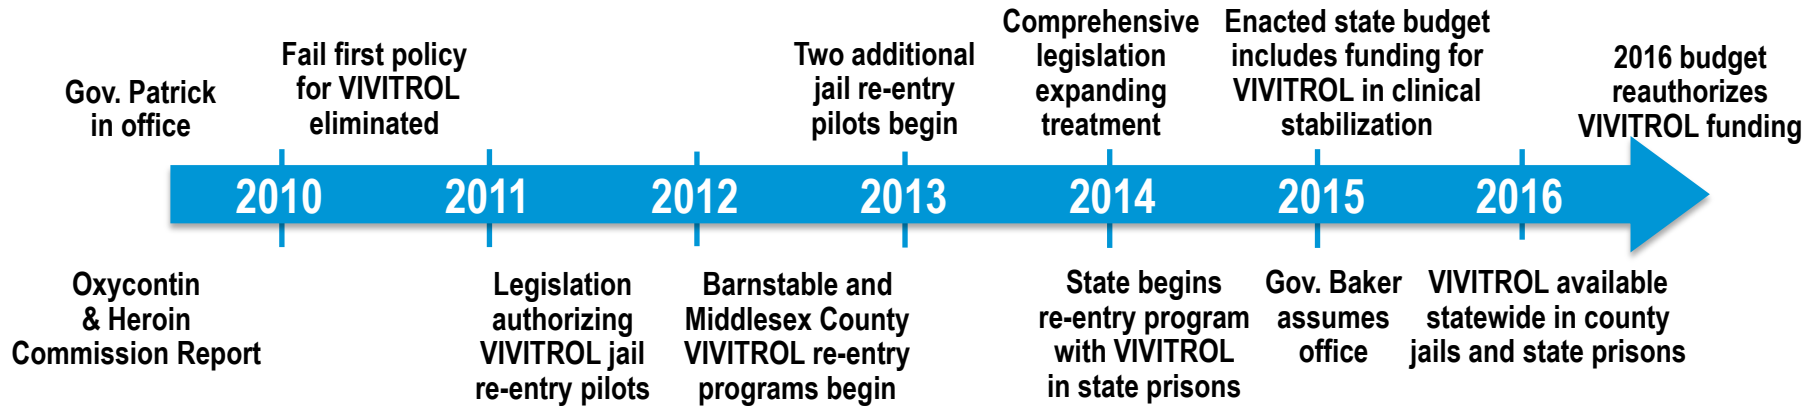 Gov. Patrick
in office
Fail first policy
for VIVITROL
eliminated
Two additional
jail re-entry
pilots begin
Comprehensive
legislation
expanding
treatment
Enacted state budget
includes funding for
VIVITROL in clinical
stabilization
2016 budget
reauthorizes
VIVITROL funding
2010
2011
2012
2013
2014
2015
2016
Oxycontin
& Heroin
Commission Report
Legislation
authorizing
VIVITROL jail
re-entry pilots
Barnstable and
Middlesex County
VIVITROL re-entry
programs begin
State begins
re-entry program
with VIVITROL
in state prisons
Gov. Baker
assumes
office
VIVITROL available
statewide in county
jails and state prisons